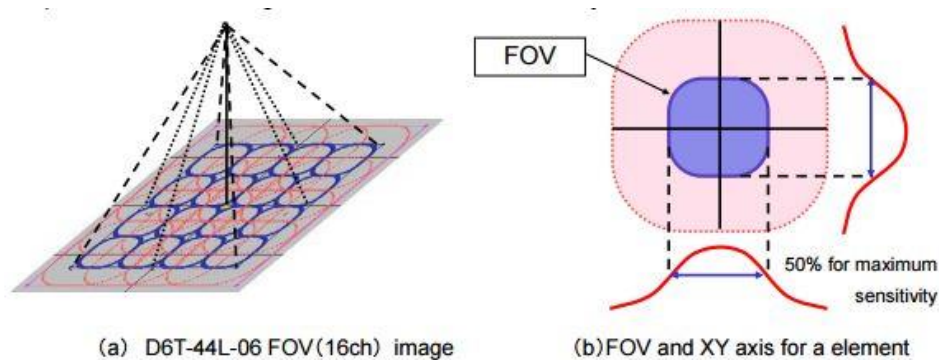 FOV
50% for maximum
sensitivity
(a) D6T-44L-06 FOV(16ch) image
(b)FOV and XY axis for a element